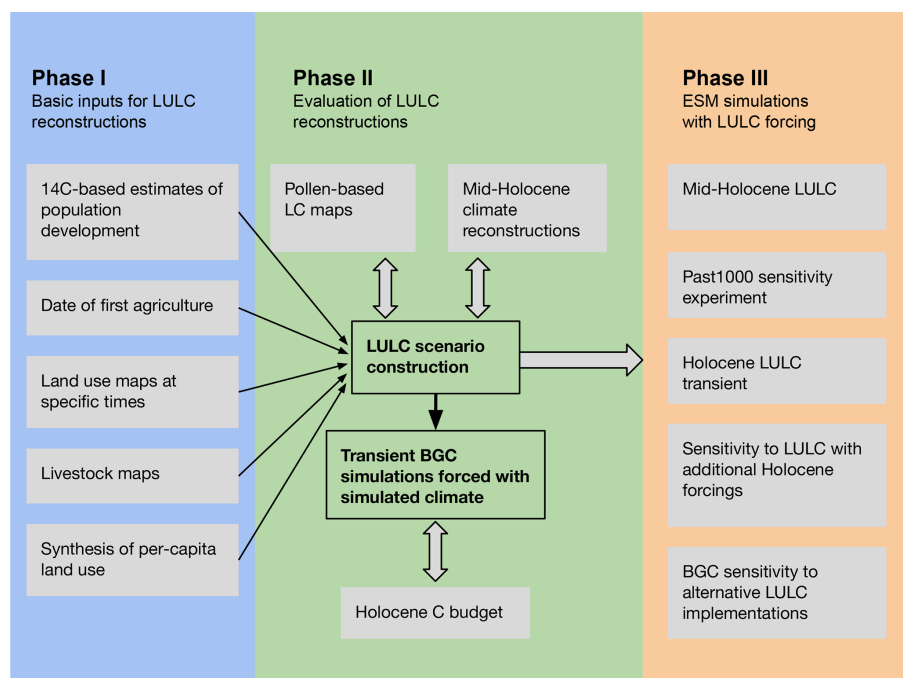 Phase I
Basic inputs for LULC
reconstructions
14C-based estimates of
population
development
Date of first agriculture
Land use maps at
specific times
Livestock maps
Synthesis of per-capita
land use
Phase II
Evaluation of LULC
reconstructions
Pollen-based
LC maps
Mid-Holocene
climate
reconstructions
LULC scenario
construction
Transient BGC
simulations forced with
simulated climate
Holocene C budget
Phase III
ESM simulations
with LULC forcing
Mid-Holocene LULC
Past1000 sensitivity
experiment
Holocene LULC
transient
Sensitivity to LULC with
additional Holocene
forcings
BGC sensitivity to
alternative LULC
implementations